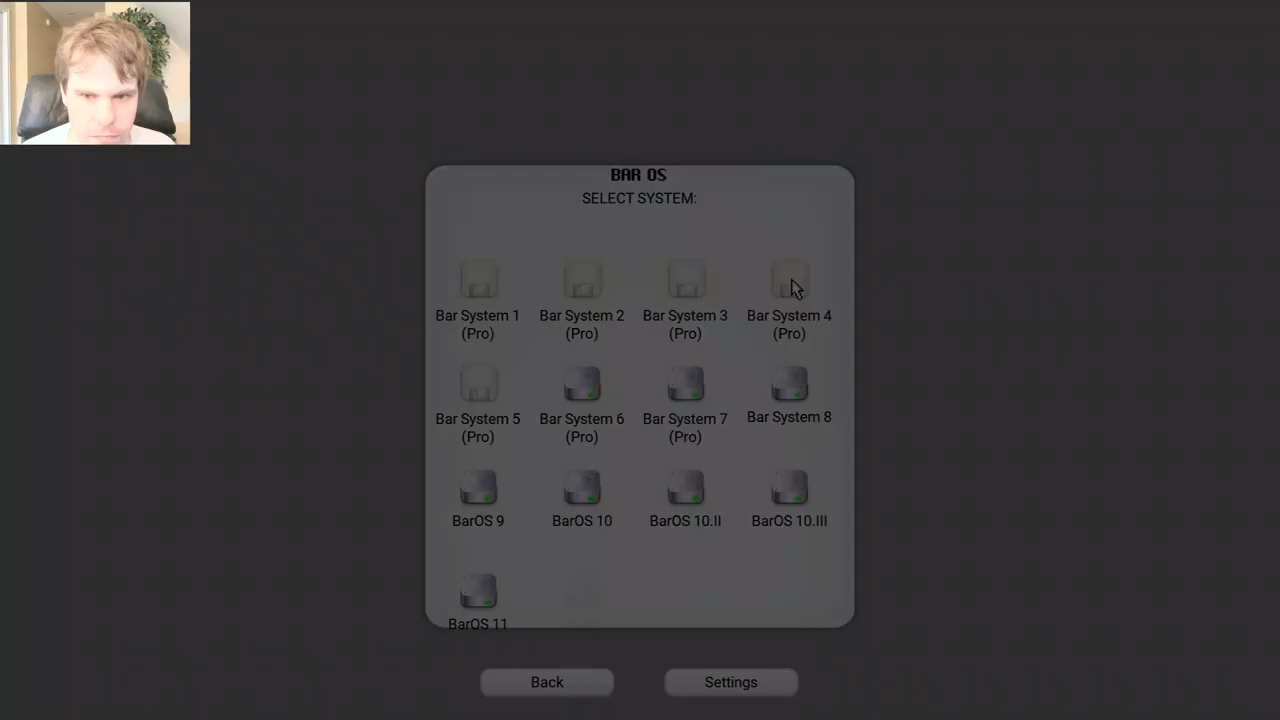 BAR OS
SELECT SYSTEM:
Bar System 1 (Pro)
Bar System 2 (Pro)
Bar System 3 (Pro)
Bar System 4 (Pro)
Bar System 5 (Pro)
Bar System 6 (Pro)
Bar System 7 (Pro)
Bar System 8
BarOS 9
BarOS 10
BarOS 10.II
BarOS 10.III
BarOS 11
Back
Settings